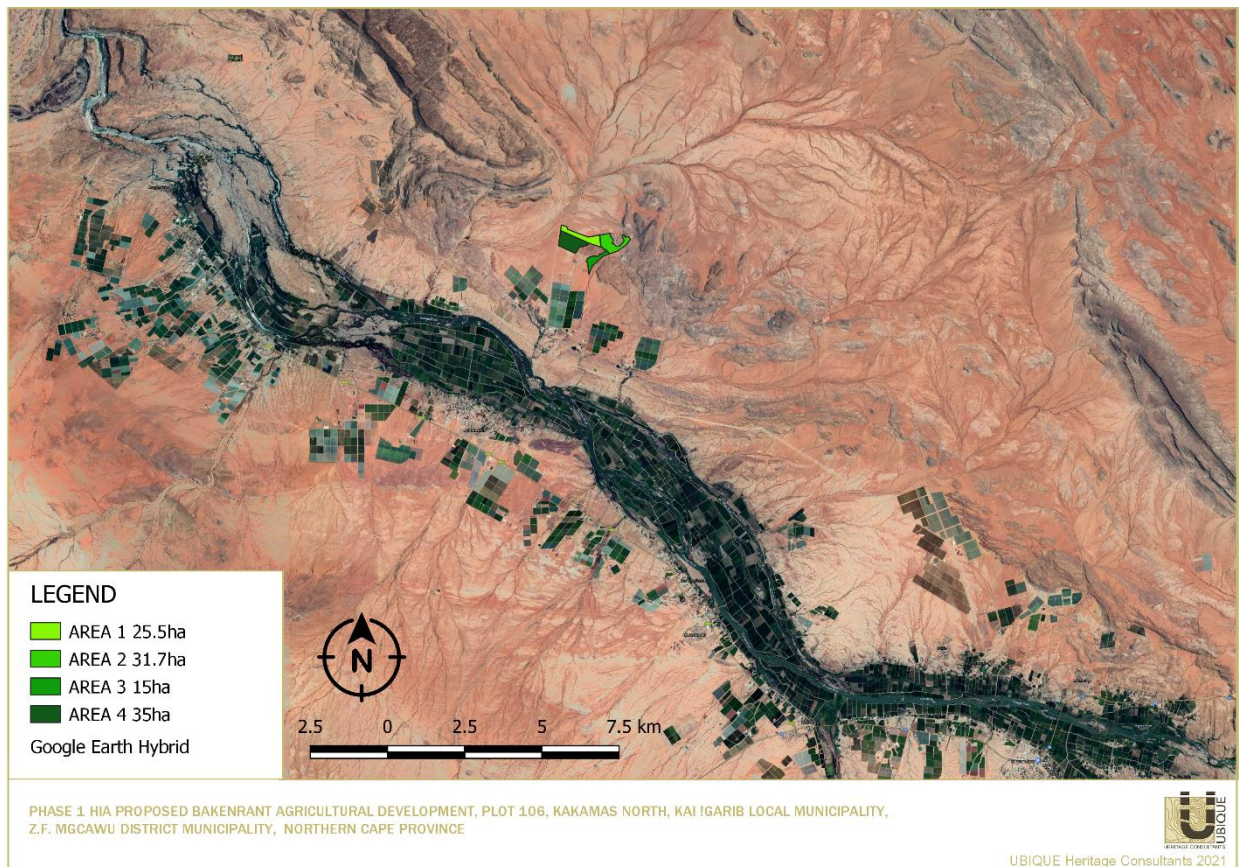 LEGEND
AREA 1 25.5ha
AREA 2 31.7ha
AREA 3 15ha
AREA 4 35ha
Google Earth Hybrid
N
2.5 0 2.5 5 7.5 km
PHASE 1 HIA PROPOSED BAKENRANT AGRICULTURAL DEVELOPMENT, PLOT 106, KAKAMAS NORTH, KAI !GARIB LOCAL MUNICIPALITY,
Z.F. MGCAWU DISTRICT MUNICIPALITY, NORTHERN CAPE PROVINCE
UBIQUE
HERITAGE CONSULTANTS
UBIQUE Heritage Consultants 2021